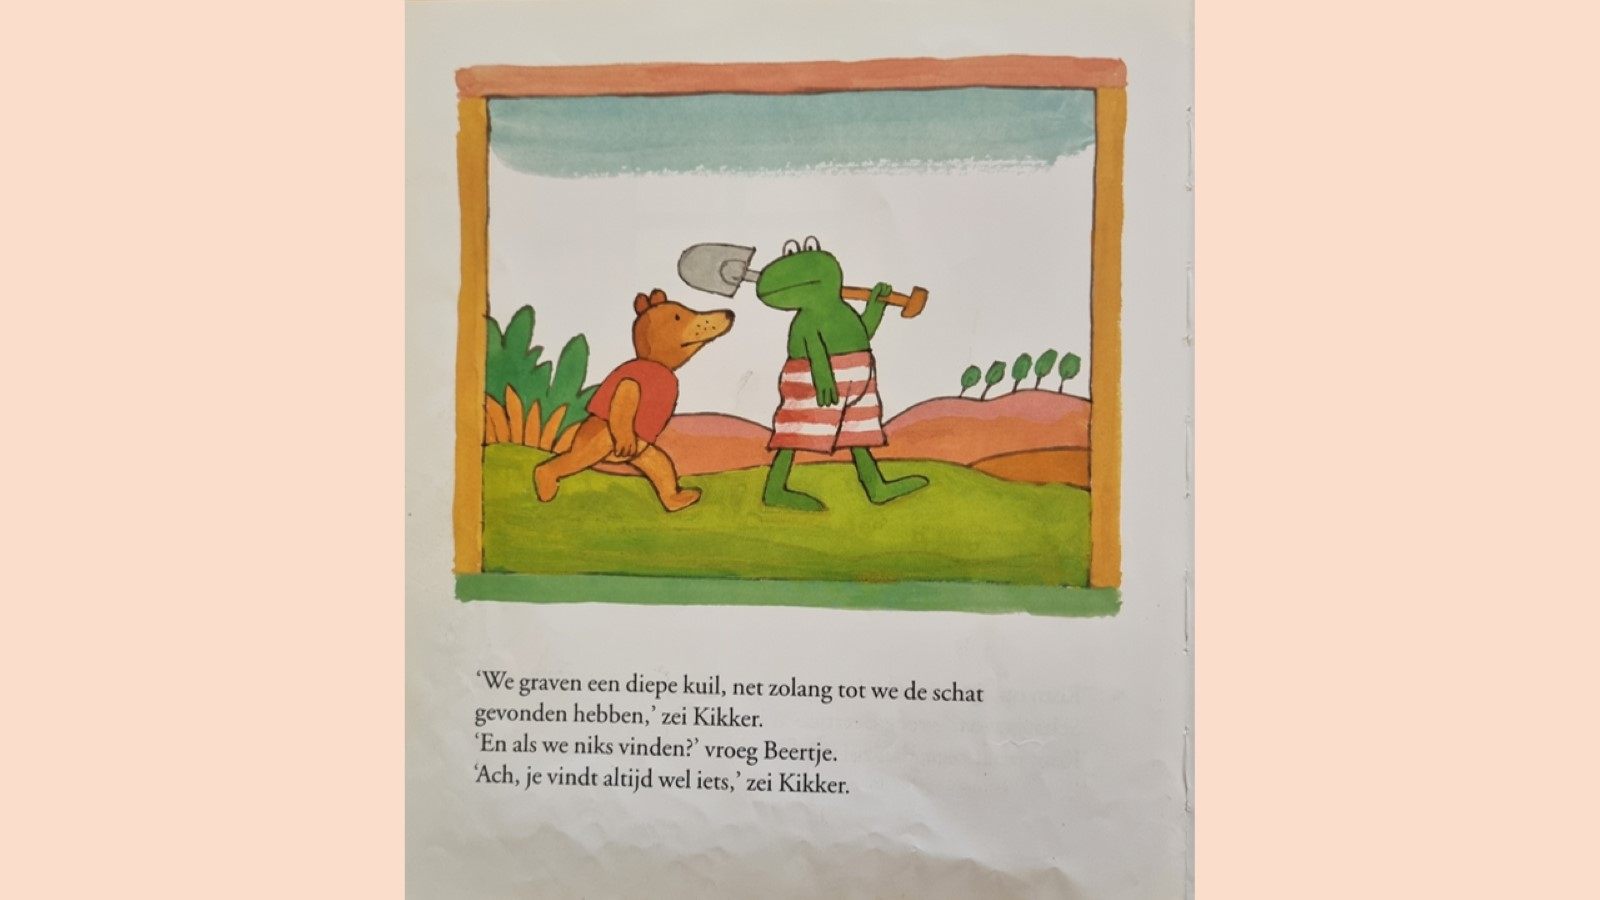 ‘We graven een diepe kuil, net zolang tot we de schat
gevonden hebben,’ zei Kikker.
‘En als we niks vinden?’ vroeg Beertje.
‘Ach, je vindt altijd wel iets,’ zei Kikker.